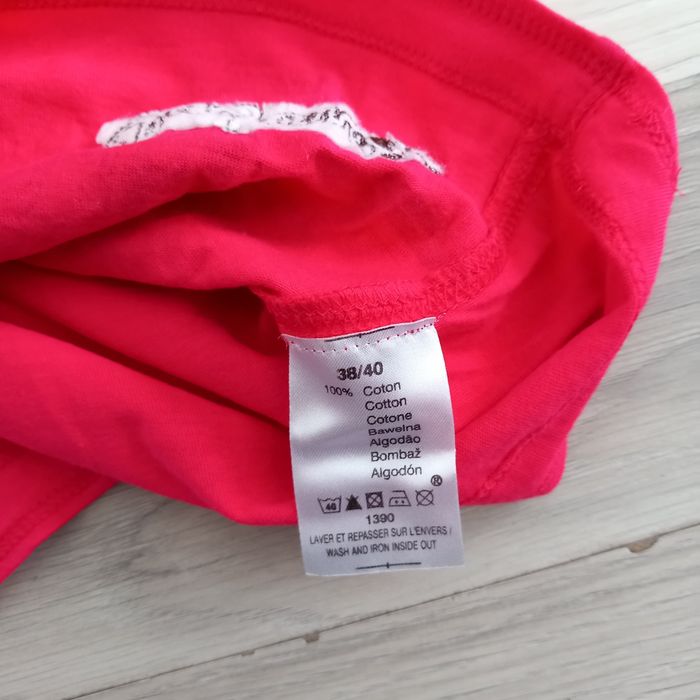 38/40
100% Coton
Cotton
Cotone
Bawelna
Algodão
Bombaž
Algodón
®
40
1390
LAVER ET REPASSER SUR L'ENVERS /
WASH AND IRON INSIDE OUT